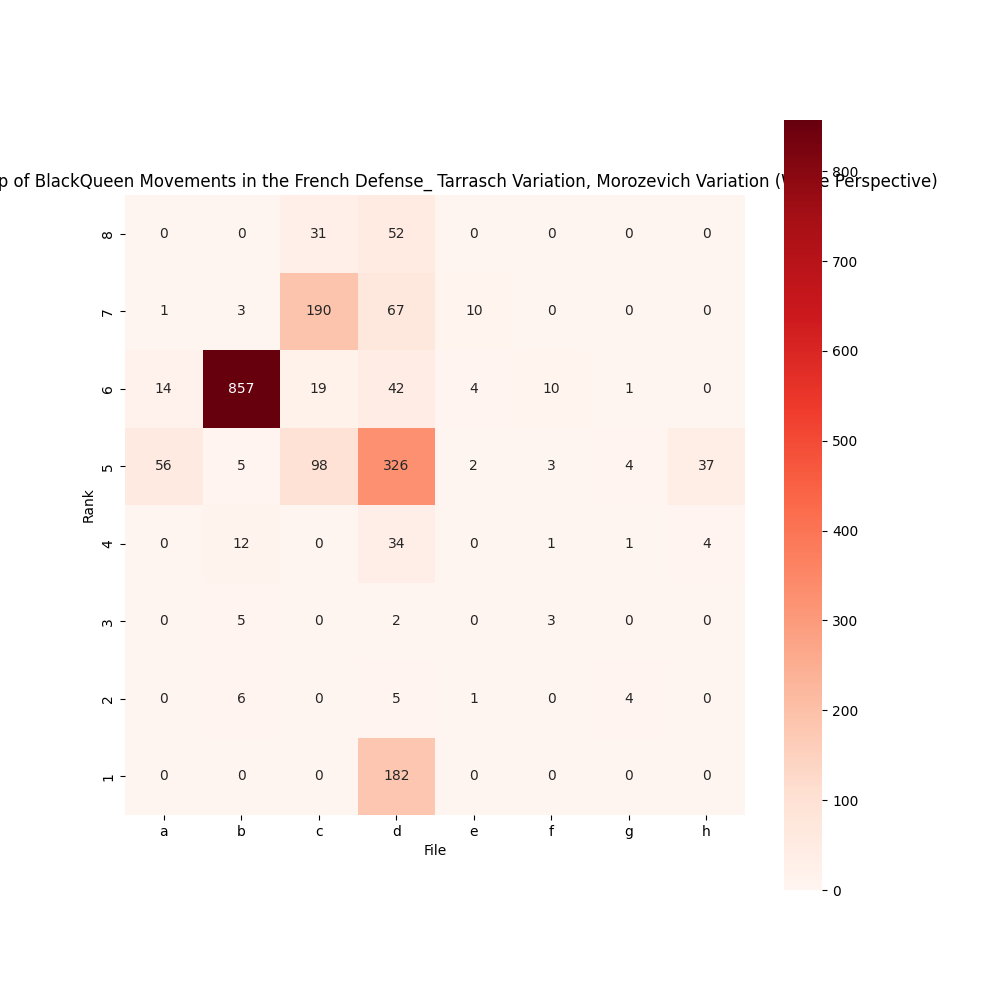 p of BlackQueen Movements in the French Defense_ Tarrasch Variation, Morozevich Variation ( Perspective)
8 0 0 31 52 0 0 0 0
7 1 3 190 67 10 0 0 0
6 14 857 19 42 4 10 1 0
5 56 5 98 326 2 3 4 37
4 0 12 0 34 0 1 1 4
3 0 5 0 2 0 3 0 0
2 0 6 0 5 1 0 4 0
1 0 0 0 182 0 0 0 0
a b c d e f g h
File
Rank
800
700
600
500
400
300
200
100
0